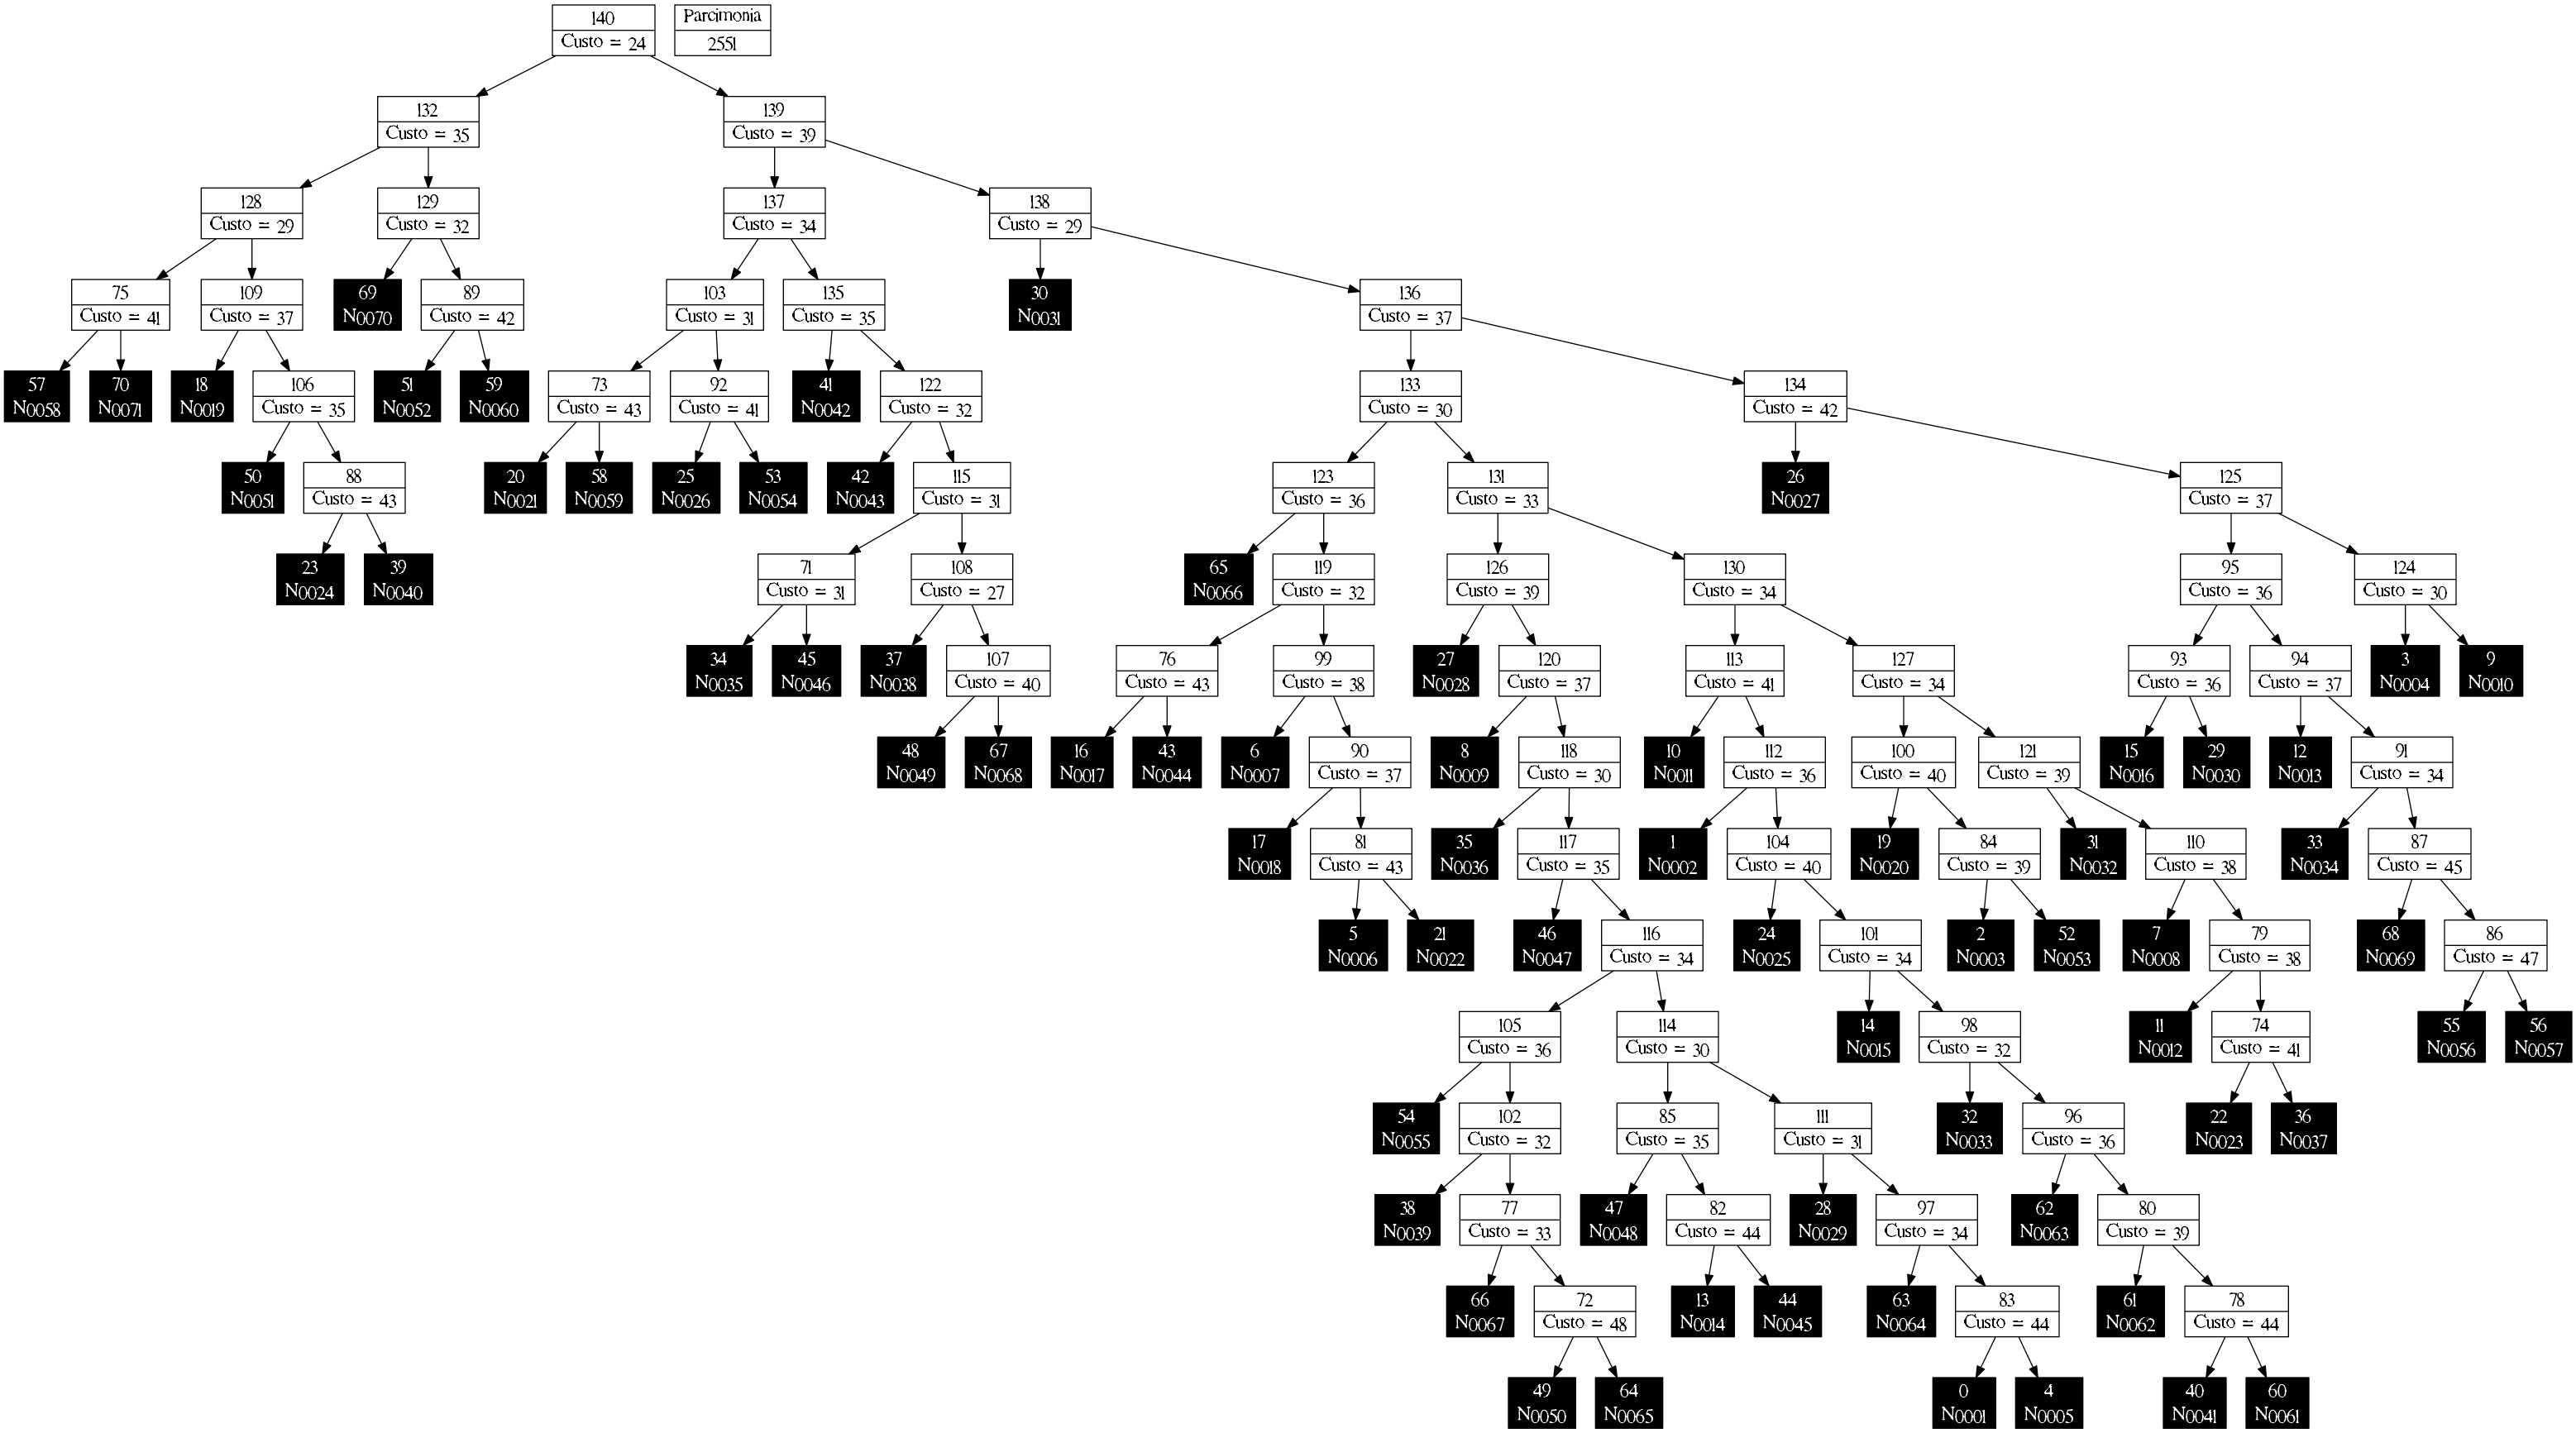 140
Custo = 24
Parcimonia
2551
132
Custo = 35
139
Custo = 39
128
Custo = 29
129
Custo = 32
137
Custo = 34
138
Custo = 29
75
Custo = 41
109
Custo = 37
69
N0070
89
Custo = 42
103
Custo = 31
135
Custo = 35
30
N0031
136
Custo = 37
57
N0058
70
N0071
18
N0019
106
Custo = 35
51
N0052
59
N0060
73
Custo = 43
92
Custo = 41
41
N0042
122
Custo = 32
133
Custo = 30
134
Custo = 42
50
N0051
88
Custo = 43
20
N0021
58
N0059
25
N0026
53
N0054
42
N0043
115
Custo = 31
123
Custo = 36
131
Custo = 33
26
N0027
125
Custo = 37
23
N0024
39
N0040
71
Custo = 31
108
Custo = 27
65
N0066
119
Custo = 32
126
Custo = 39
130
Custo = 34
95
Custo = 36
124
Custo = 30
34
N0035
45
N0046
37
N0038
107
Custo = 40
76
Custo = 43
99
Custo = 38
27
N0028
120
Custo = 37
113
Custo = 41
127
Custo = 34
93
Custo = 36
94
Custo = 37
3
N0004
9
N0010
48
N0049
67
N0068
16
N0017
43
N0044
6
N0007
90
Custo = 37
8
N0009
118
Custo = 30
10
N0011
112
Custo = 36
100
Custo = 40
121
Custo = 39
15
N0016
29
N0030
12
N0013
91
Custo = 34
17
N0018
81
Custo = 43
35
N0036
117
Custo = 35
1
N0002
104
Custo = 40
19
N0020
84
Custo = 39
31
N0032
110
Custo = 38
33
N0034
87
Custo = 45
5
N0006
21
N0022
46
N0047
116
Custo = 34
24
N0025
101
Custo = 34
2
N0003
52
N0053
7
N0008
79
Custo = 38
68
N0069
86
Custo = 47
105
Custo = 36
114
Custo = 30
14
N0015
98
Custo = 32
11
N0012
74
Custo = 41
55
N0056
56
N0057
54
N0055
102
Custo = 32
85
Custo = 35
111
Custo = 31
32
N0033
96
Custo = 36
22
N0023
36
N0037
38
N0039
77
Custo = 33
47
N0048
82
Custo = 44
28
N0029
97
Custo = 34
62
N0063
80
Custo = 39
66
N0067
72
Custo = 48
13
N0014
44
N0045
63
N0064
83
Custo = 44
61
N0062
78
Custo = 44
49
N0050
64
N0065
0
N0001
4
N0005
40
N0041
60
N0061